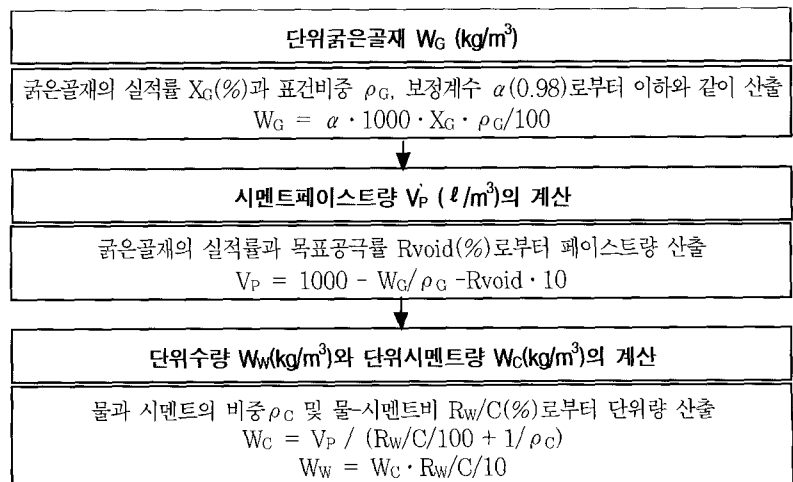 단위굵은골재 W_G (kg/m³)
굵은골재의 실적률 X_G(%)과 표건비중 ρ_G, 보정계수 α(0.98)로부터 이하와 같이 산출
W_G = α · 1000 · X_G · ρ_G/100
시멘트페이스트량 V_P (ℓ/m³)의 계산
굵은골재의 실적률과 목표공극률 Rvoid(%)로부터 페이스트량 산출
V_P = 1000 - W_G/ρ_G -Rvoid · 10
단위수량 W_W(kg/m³)와 단위시멘트량 W_C(kg/m³)의 계산
물과 시멘트의 비중ρ_C 및 물-시멘트비 R_W/C(%)로부터 단위량 산출
W_C = V_P / (R_W/C/100 + 1/ρ_C)
W_W = W_C · R_W/C/10